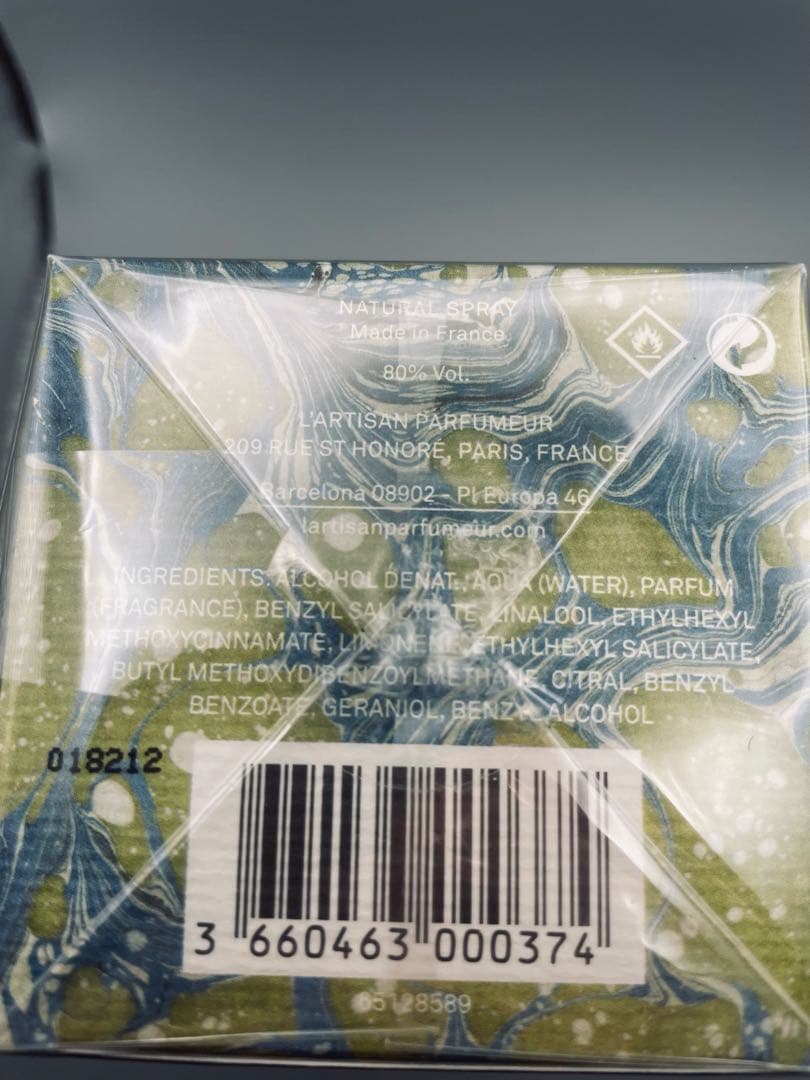 NATURAL SPRAY
Made in France
80% Vol.
L'ARTISAN PARFUMEUR
209 RUE ST HONORÉ, PARIS, FRANCE
Barcelona 08902 - Pl Europa 46
lartisanparfumeur.com
INGREDIENTS: ALCOHOL DENAT., AQUA (WATER), PARFUM
(FRAGRANCE), BENZYL SALICYLATE, LINALOOL, ETHYLHEXYL
METHOXYCINNAMATE, LIMONENE, ETHYLHEXYL SALICYLATE,
BUTYL METHOXYDIBENZOYLMETHANE, CITRAL, BENZYL
BENZOATE, GERANIOL, BENZYL ALCOHOL
018212
3 660463 000374
65128589